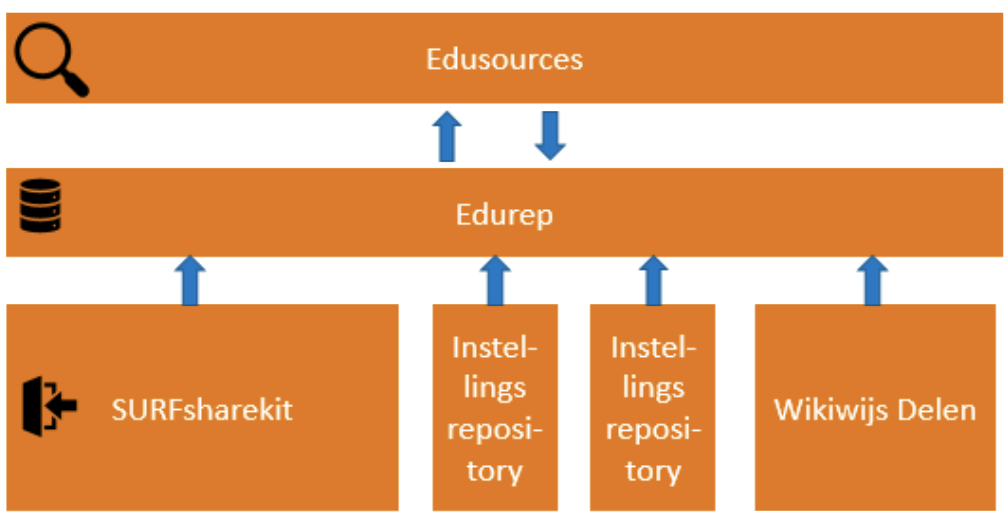 Edusources
Edurep
SURFsharekit
Instel-
lings
reposi-
tory
Instel-
lings
reposi-
tory
Wikiwijs Delen